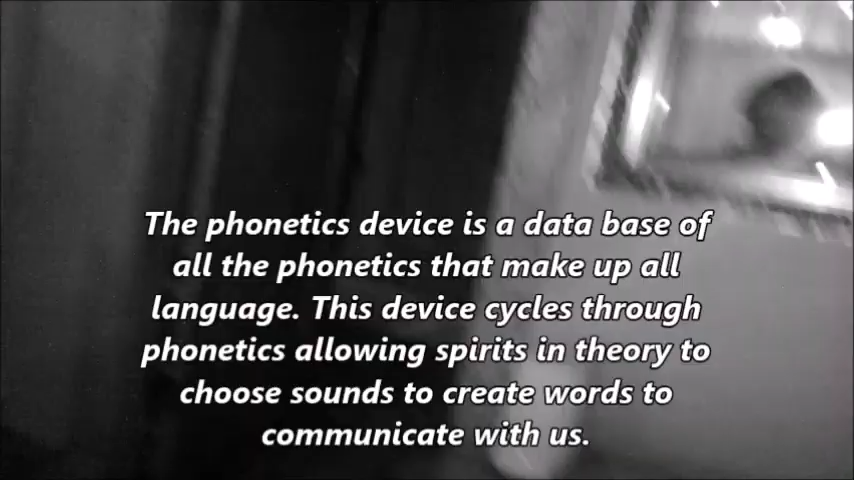 The phonetics device is a data base of
all the phonetics that make up all
language. This device cycles through
phonetics allowing spirits in theory to
choose sounds to create words to
communicate with us.